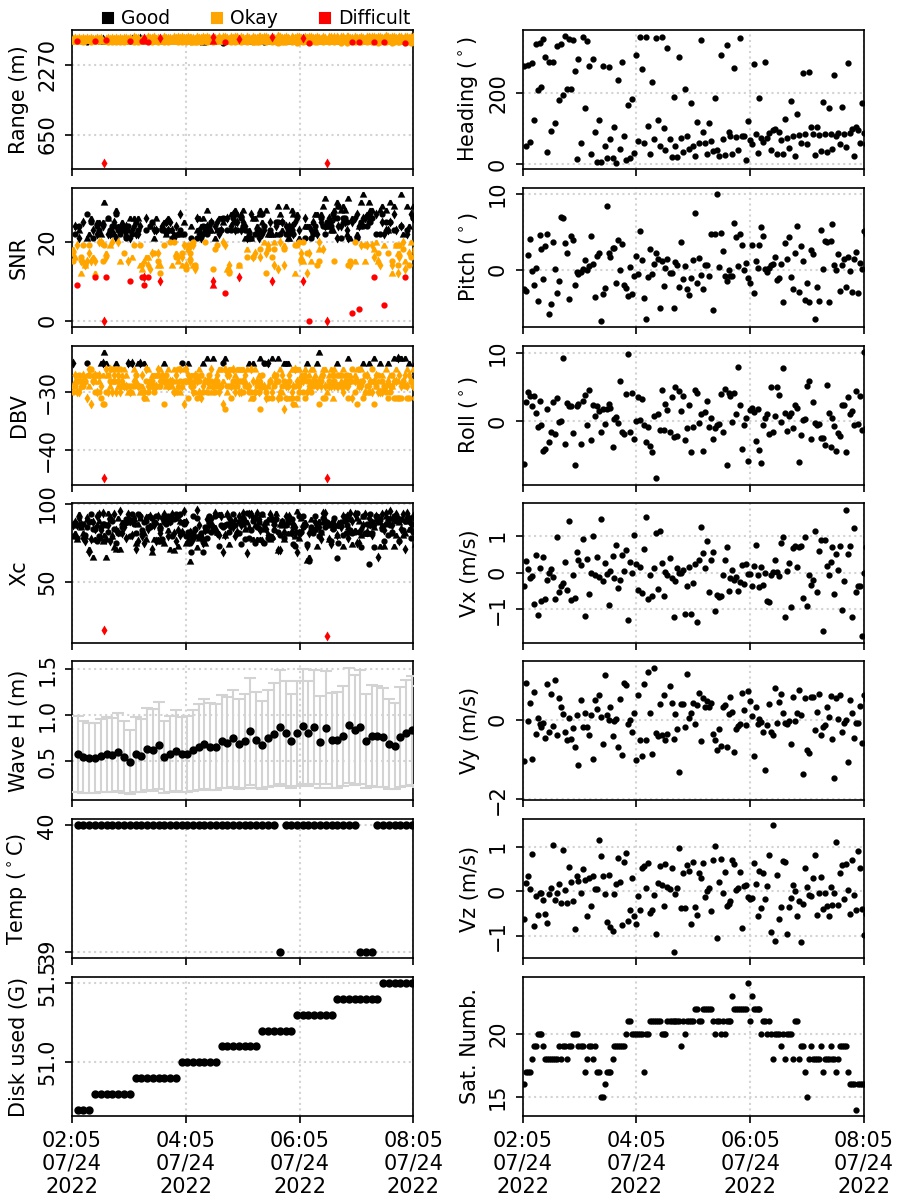 Good Okay Difficult
Range (m)
2270
650
Heading (°)
200
0
SNR
20
0
Pitch (°)
10
0
DBV
−30
−40
Roll (°)
10
0
Xc
100
50
Vx (m/s)
1
0
−1
Wave H (m)
1.5
1.0
0.5
Vy (m/s)
0
−2
Temp (°C)
40
39
Vz (m/s)
1
0
−1
Disk used (G)
51.5
51.0
Sat. Numb.
20
15
02:05 04:05 06:05 08:05 02:05 04:05 06:05 08:05
07/24 07/24 07/24 07/24 07/24 07/24 07/24 07/24
2022 2022 2022 2022 2022 2022 2022 2022